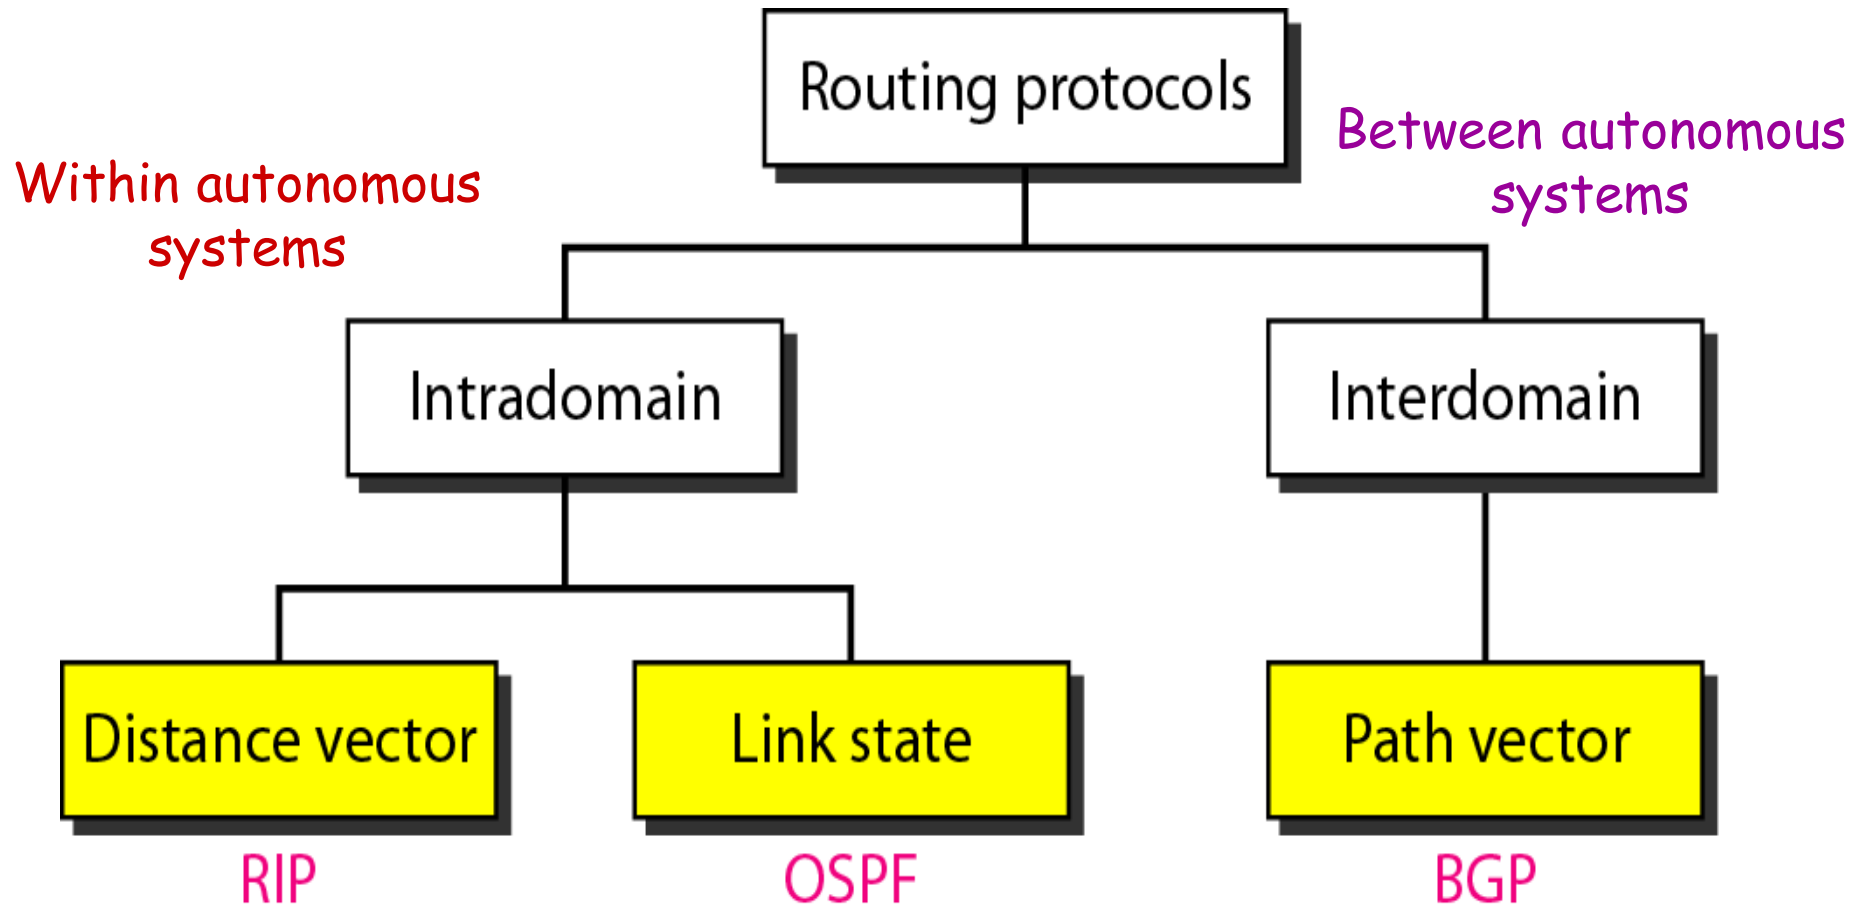 Routing protocols
Within autonomous
systems
Between autonomous
systems
Intradomain
Interdomain
Distance vector
Link state
Path vector
RIP
OSPF
BGP